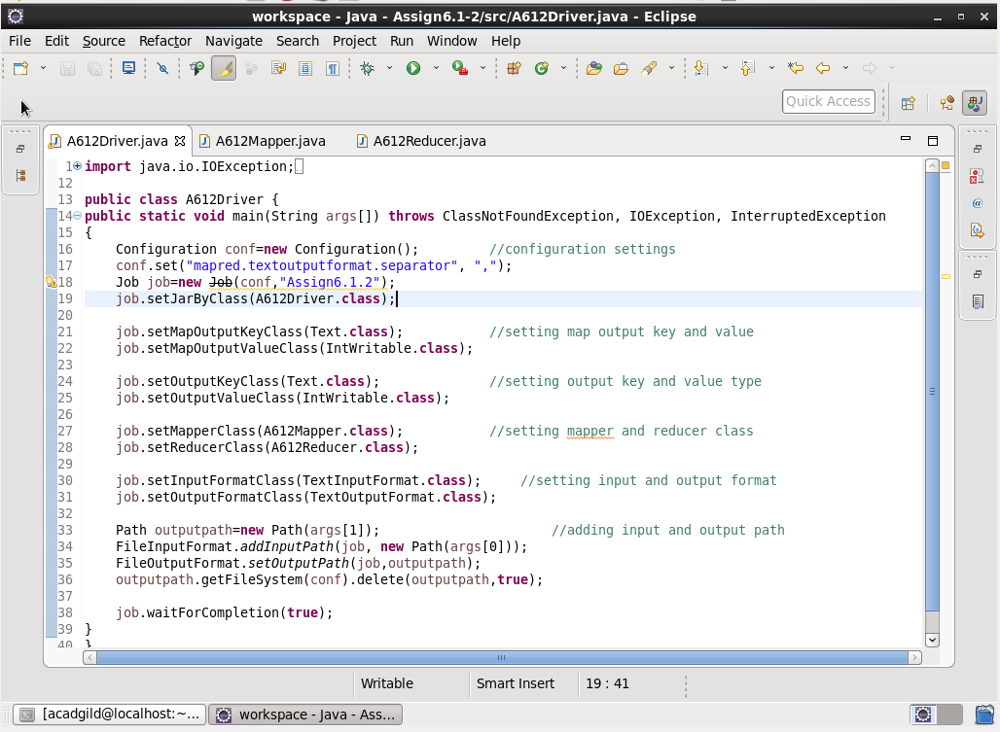 workspace - Java - Assign6.1-2/src/A612Driver.java - Eclipse
File Edit Source Refactor Navigate Search Project Run Window Help
Quick Access
A612Driver.java A612Mapper.java A612Reducer.java
1 import java.io.IOException;
12
13 public class A612Driver {
14 public static void main(String args[]) throws ClassNotFoundException, IOException, InterruptedException
15 {
16 Configuration conf=new Configuration(); //configuration settings
17 conf.set("mapred.textoutputformat.separator", ",");
18 Job job=new Job(conf,"Assign6.1.2");
19 job.setJarByClass(A612Driver.class);
20
21 job.setMapOutputKeyClass(Text.class); //setting map output key and value
22 job.setMapOutputValueClass(IntWritable.class);
23
24 job.setOutputKeyClass(Text.class); //setting output key and value type
25 job.setOutputValueClass(IntWritable.class);
26
27 job.setMapperClass(A612Mapper.class); //setting mapper and reducer class
28 job.setReducerClass(A612Reducer.class);
29
30 job.setInputFormatClass(TextInputFormat.class); //setting input and output format
31 job.setOutputFormatClass(TextOutputFormat.class);
32
33 Path outputpath=new Path(args[1]); //adding input and output path
34 FileInputFormat.addInputPath(job, new Path(args[0]));
35 FileOutputFormat.setOutputPath(job,outputpath);
36 outputpath.getFileSystem(conf).delete(outputpath,true);
37
38 job.waitForCompletion(true);
39 }
40 }
Writable Smart Insert 19 : 41
[acadgild@localhost:~... workspace - Java - Ass...